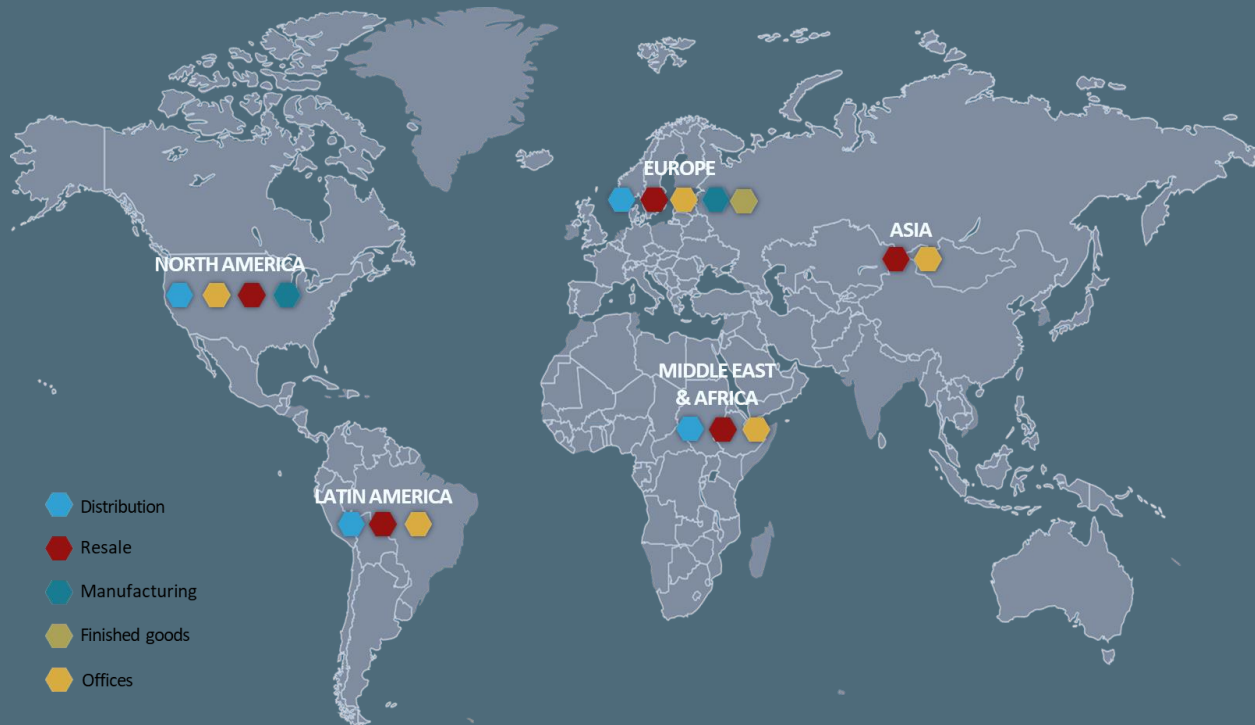 EUROPE
ASIA
NORTH AMERICA
MIDDLE EAST
& AFRICA
LATIN AMERICA
Distribution
Resale
Manufacturing
Finished goods
Offices